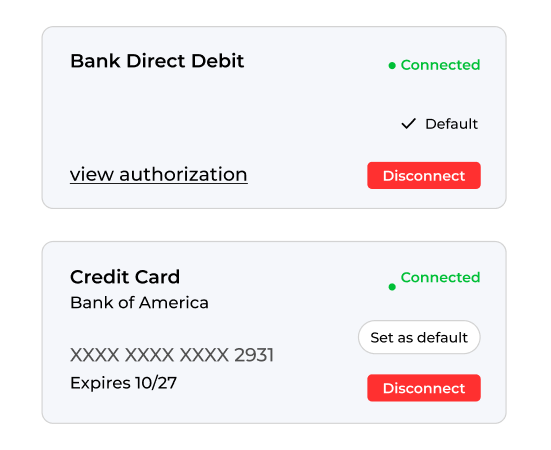 Bank Direct Debit
Connected
Default
view authorization
Disconnect
Credit Card
Connected
Bank of America
Set as default
XXXX XXXX XXXX 2931
Expires 10/27
Disconnect